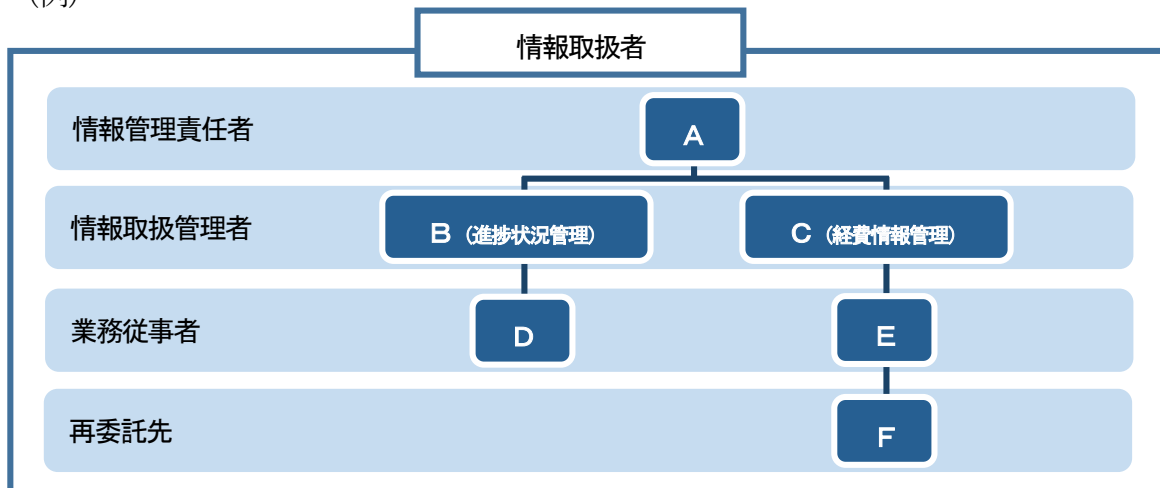 （例）
情報取扱者
情報管理責任者
Ａ
情報取扱管理者
Ｂ（進捗状況管理）
Ｃ（経費情報管理）
業務従事者
Ｄ
Ｅ
再委託先
Ｆ